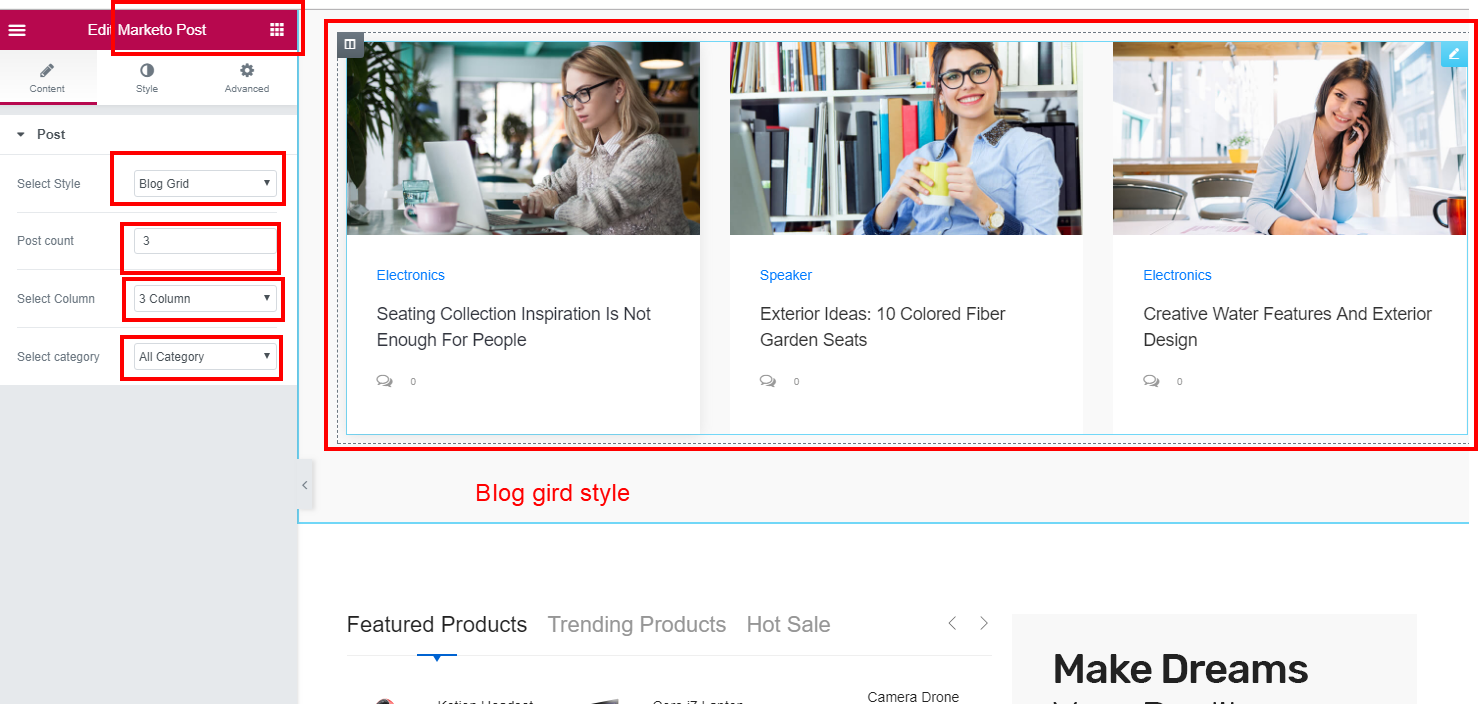 Edit Marketo Post
Content
Style
Advanced
Post
Select Style
Blog Grid
Post count
3
Select Column
3 Column
Select category
All Category
Electronics
Seating Collection Inspiration Is Not
Enough For People
0
Speaker
Exterior Ideas: 10 Colored Fiber
Garden Seats
0
Electronics
Creative Water Features And Exterior
Design
0
Blog gird style
Featured Products
Trending Products
Hot Sale
Make Dreams
Camera Drone